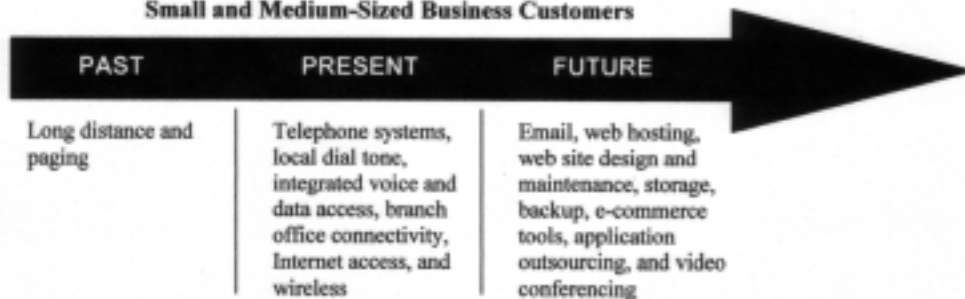 Small and Medium-Sized Business Customers
PAST
PRESENT
FUTURE
Long distance and
paging
Telephone systems,
local dial tone,
integrated voice and
data access, branch
office connectivity,
Internet access, and
wireless
Email, web hosting,
web site design and
maintenance, storage,
backup, e-commerce
tools, application
outsourcing, and video
conferencing